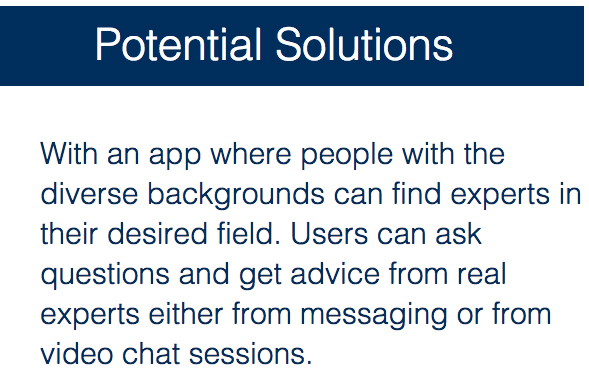 Potential Solutions
With an app where people with the
diverse backgrounds can find experts in
their desired field. Users can ask
questions and get advice from real
experts either from messaging or from
video chat sessions.